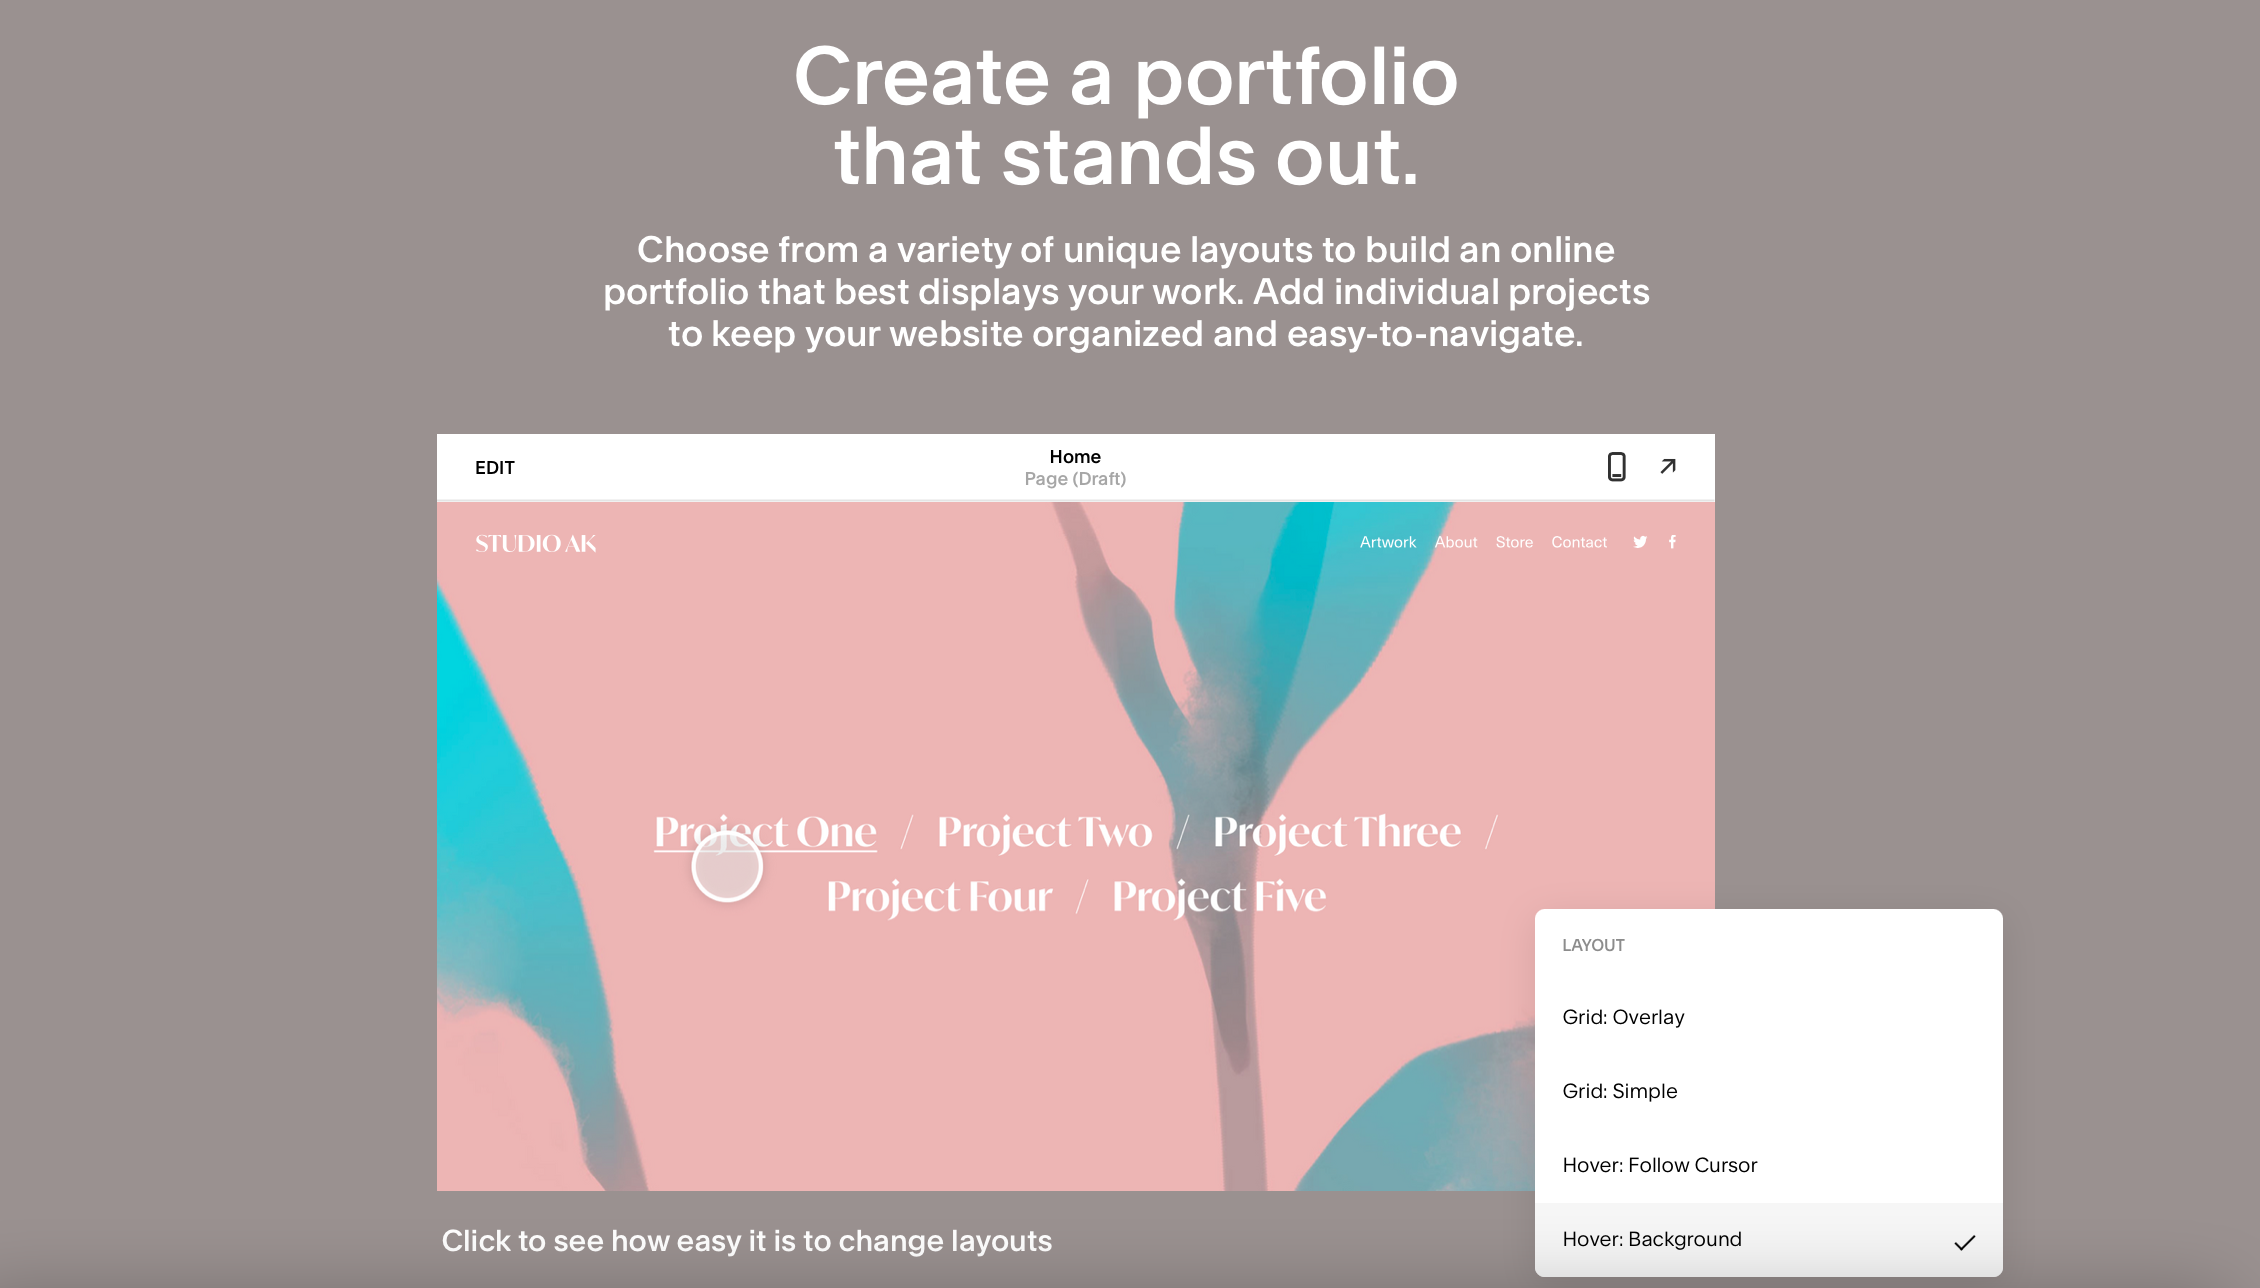 Create a portfolio
that stands out.
Choose from a variety of unique layouts to build an online
portfolio that best displays your work. Add individual projects
to keep your website organized and easy-to-navigate.
EDIT
Home
Page (Draft)
STUDIO AK
Artwork About Store Contact
Project One / Project Two / Project Three /
Project Four / Project Five
LAYOUT
Grid: Overlay
Grid: Simple
Hover: Follow Cursor
Hover: Background
Click to see how easy it is to change layouts